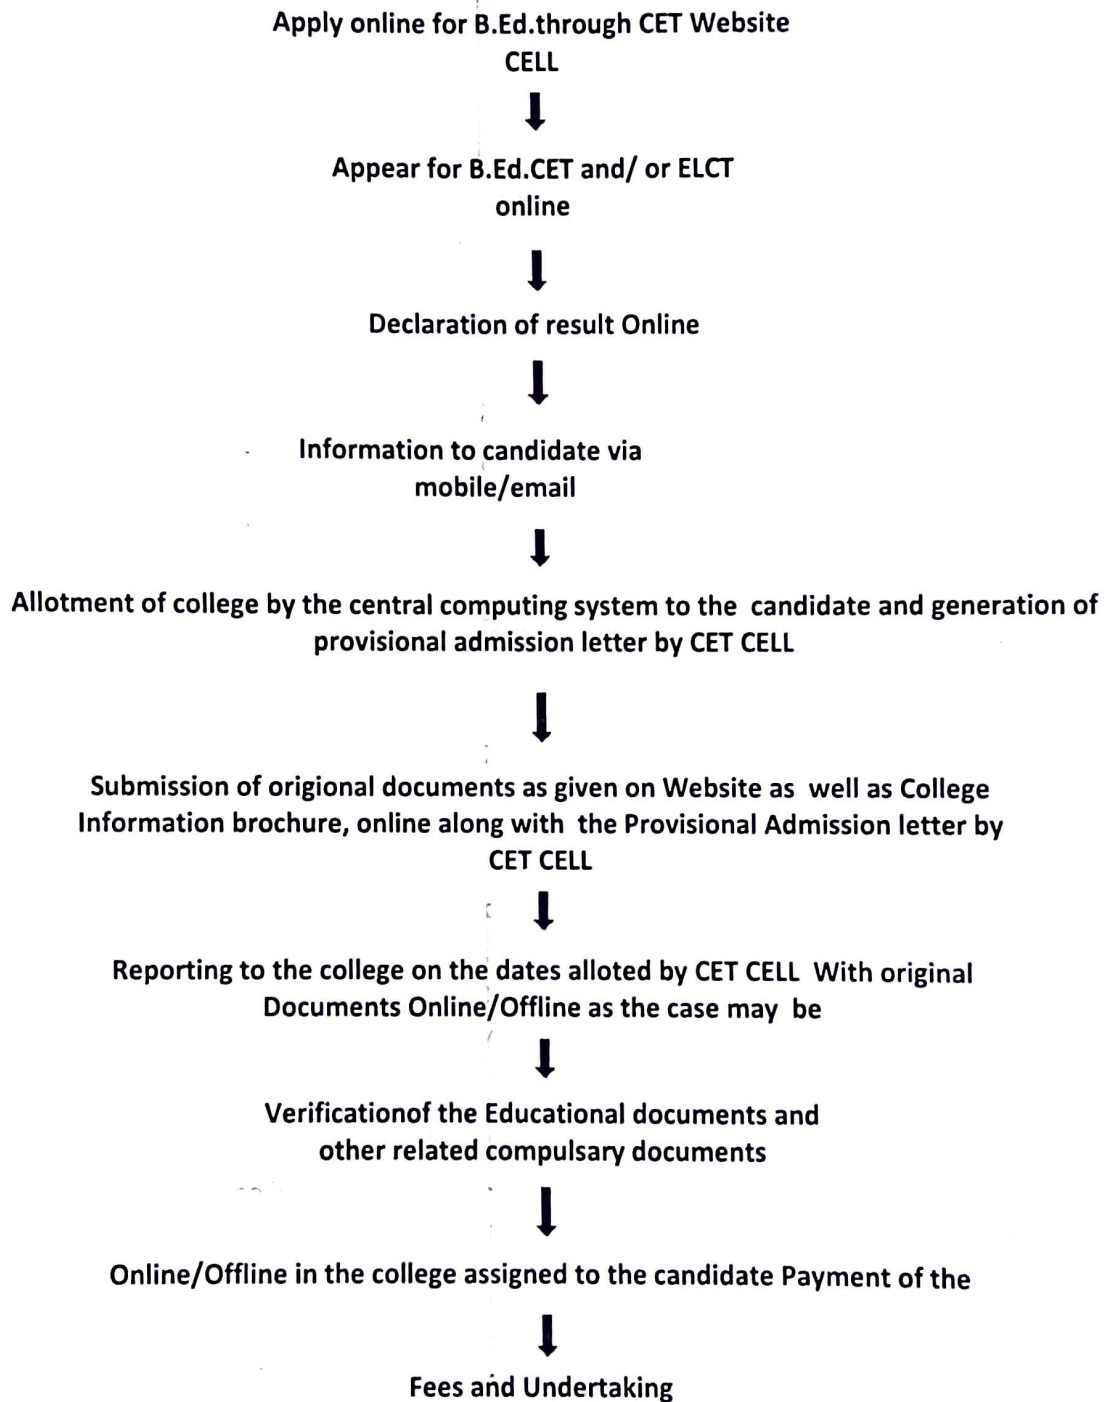 Apply online for B.Ed.through CET Website
CELL
Appear for B.Ed.CET and/ or ELCT
online
Declaration of result Online
Information to candidate via
mobile/email
Allotment of college by the central computing system to the candidate and generation of
provisional admission letter by CET CELL
Submission of origional documents as given on Website as well as College
Information brochure, online along with the Provisional Admission letter by
CET CELL
Reporting to the college on the dates alloted by CET CELL With original
Documents Online/Offline as the case may be
Verificationof the Educational documents and
other related compulsary documents
Online/Offline in the college assigned to the candidate Payment of the
Fees and Undertaking